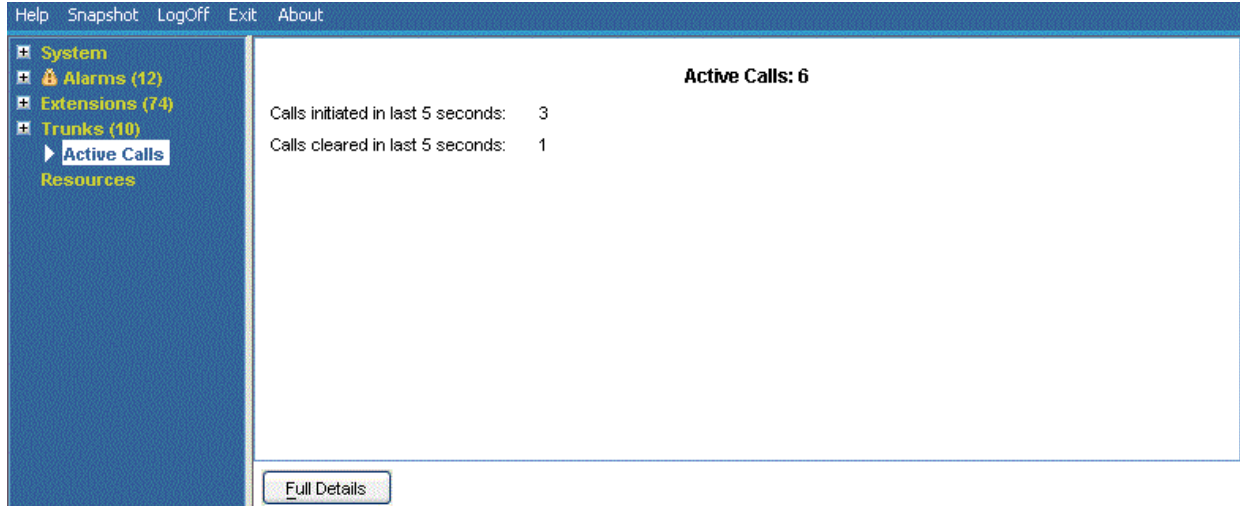 Help Snapshot LogOff Exit About
System
Alarms (12)
Extensions (74)
Trunks (10)
Active Calls
Resources
Active Calls: 6
Calls initiated in last 5 seconds: 3
Calls cleared in last 5 seconds: 1
Full Details